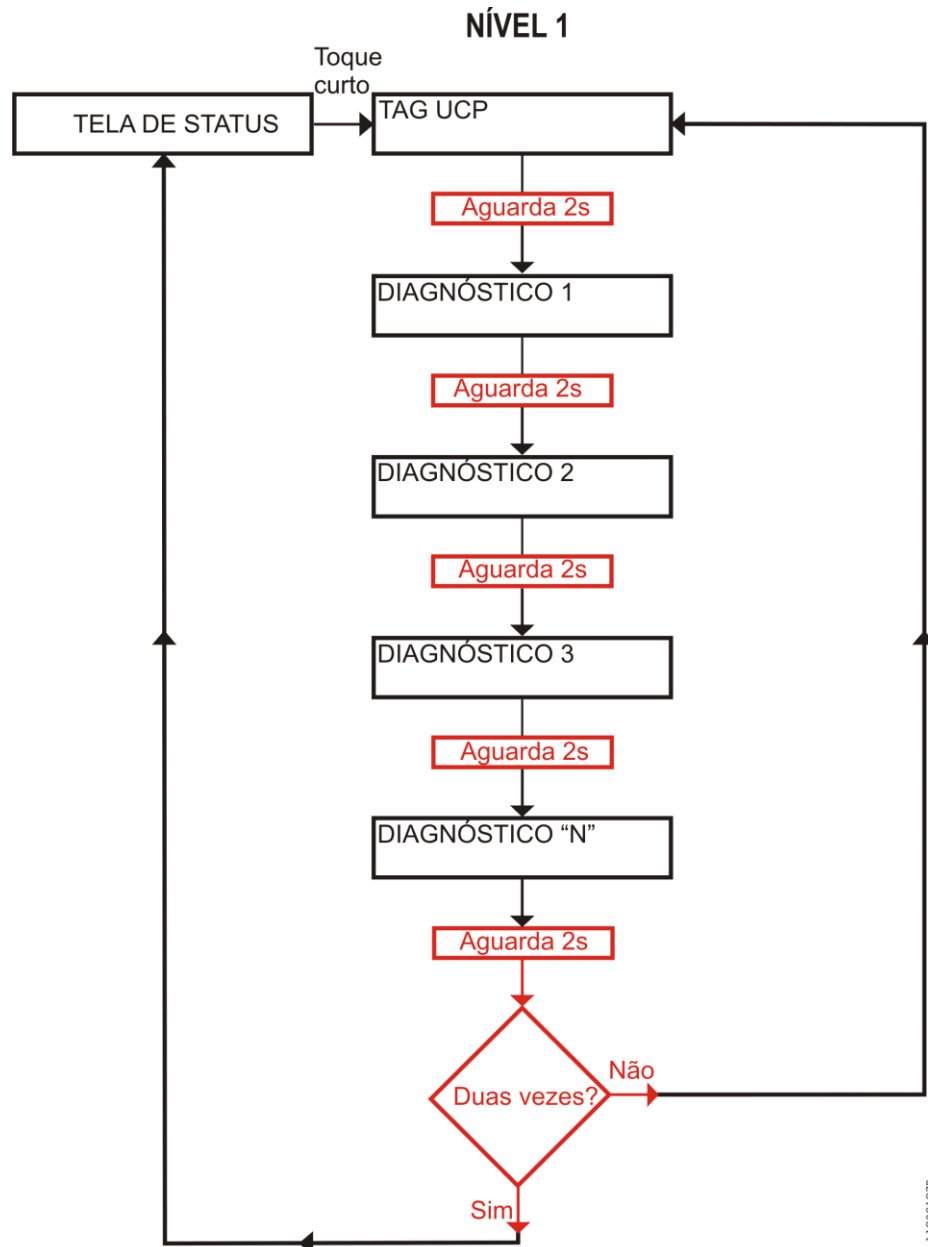 NÍVEL 1
Toque
curto
TELA DE STATUS
TAG UCP
Aguarda 2s
DIAGNÓSTICO 1
Aguarda 2s
DIAGNÓSTICO 2
Aguarda 2s
DIAGNÓSTICO 3
Aguarda 2s
DIAGNÓSTICO “N”
Aguarda 2s
Duas vezes?
Não
Sim